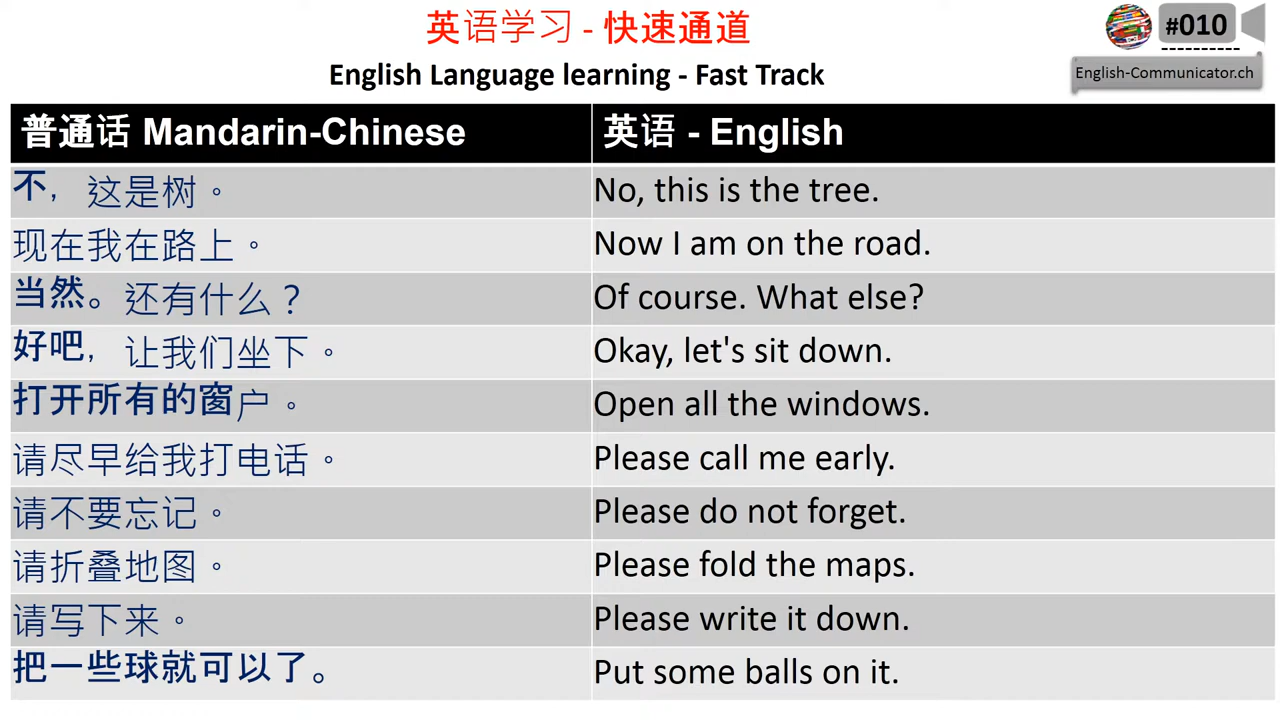 英语学习 - 快速通道
#010
English Language learning - Fast Track
English-Communicator.ch
普通话 Mandarin-Chinese 英语 - English
不，这是树。 No, this is the tree.
现在我在路上。 Now I am on the road.
当然。还有什么？ Of course. What else?
好吧，让我们坐下。 Okay, let's sit down.
打开所有的窗户。 Open all the windows.
请尽早给我打电话。 Please call me early.
请不要忘记。 Please do not forget.
请折叠地图。 Please fold the maps.
请写下来。 Please write it down.
把一些球就可以了。 Put some balls on it.